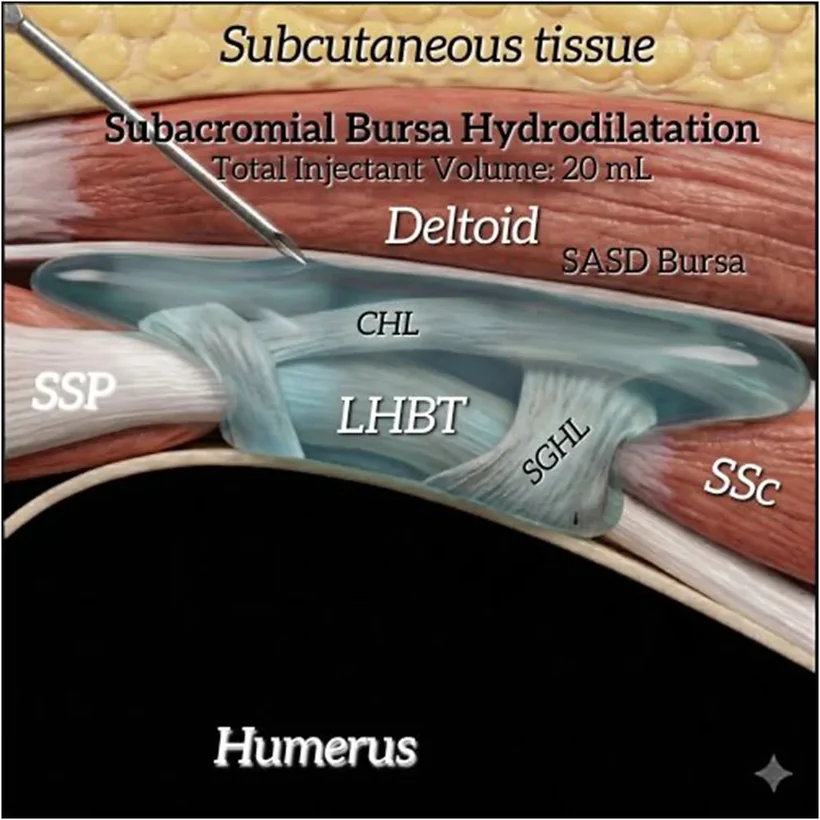 Subcutaneous tissue
Subacromial Bursa Hydrodilatation
Total Injectant Volume: 20 mL
Deltoid
SASD Bursa
CHL
SSP
LHBT
SGHL
SSc
Humerus